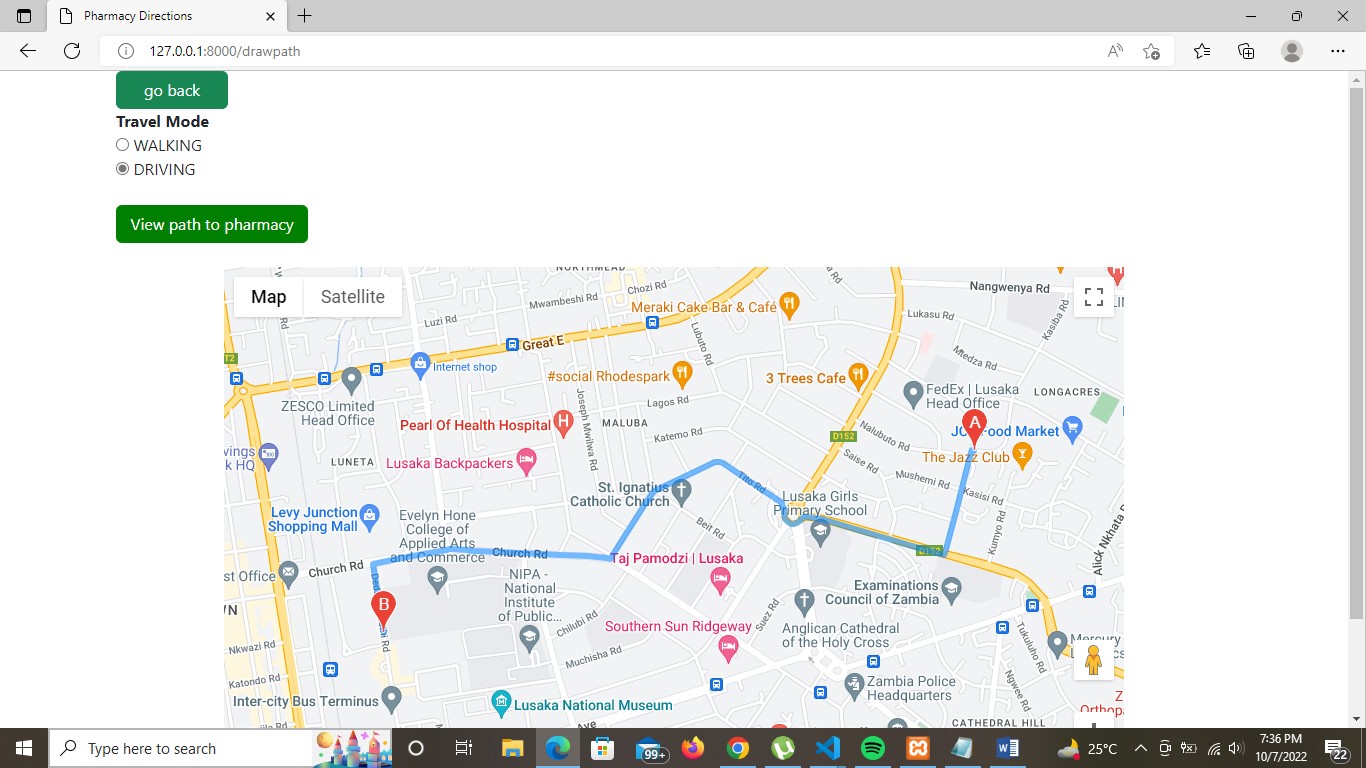 Pharmacy Directions
127.0.0.1:8000/drawpath
go back
Travel Mode
WALKING
DRIVING
View path to pharmacy
Map
Satellite
NORTHMEAD
Chozi Rd
Mwambeshi Rd
Luzi Rd
Meraki Cake Bar & Café
Nangwenya Rd
Lukasu Rd
Kasiba Rd
Great E
Lubuto Rd
Medza Rd
T2
Internet shop
#social Rhodespark
3 Trees Cafe
FedEx | Lusaka
Head Office
LONGACRES
ZESCO Limited
Head Office
Lagos Rd
Joseph Mwilwa Rd
Pearl Of Health Hospital
MALUBA
Katemo Rd
D152
Nalubuto Rd
A
Food Market
The Jazz Club
LUNETA
Lusaka Backpackers
Saise Rd
Mushemi Rd
Kasisi Rd
St. Ignatius
Catholic Church
Tito Rd
Lusaka Girls
Primary School
Levy Junction
Shopping Mall
Evelyn Hone
College of
Applied Arts
and Commerce
Beit Rd
Kumyo Rd
Alick Nkhata
Church Rd
Church Rd
Taj Pamodzi | Lusaka
D152
st Office
NIPA -
National
Institute
of Public...
Examinations
Council of Zambia
B
Suez Rd
Chilubi Rd
Southern Sun Ridgeway
Anglican Cathedral
of the Holy Cross
Tukuluho Rd
Mercury
Nkwazi Rd
Muchisha Rd
Katondo Rd
Ngwee Rd
Zambia Police
Headquarters
Inter-city Bus Terminus
Lusaka National Museum
Ave
CATHEDRAL HILL
Orthop
Type here to search
99+
25°C
7:36 PM
10/7/2022
22